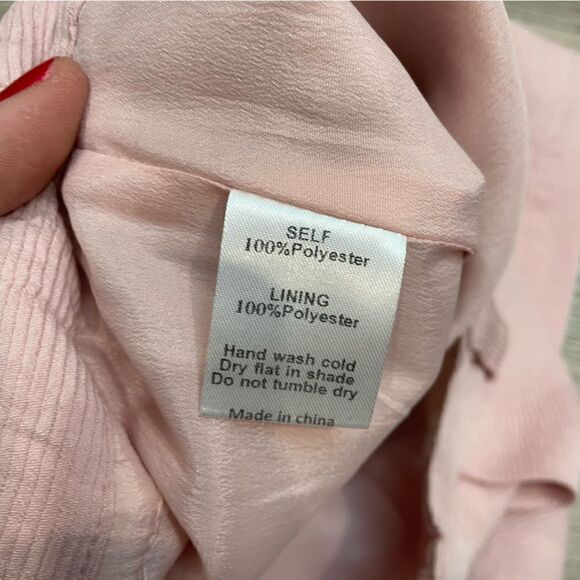 SELF
100%Polyester
LINING
100%Polyester
Hand wash cold
Dry flat in shade
Do not tumble dry
Made in china